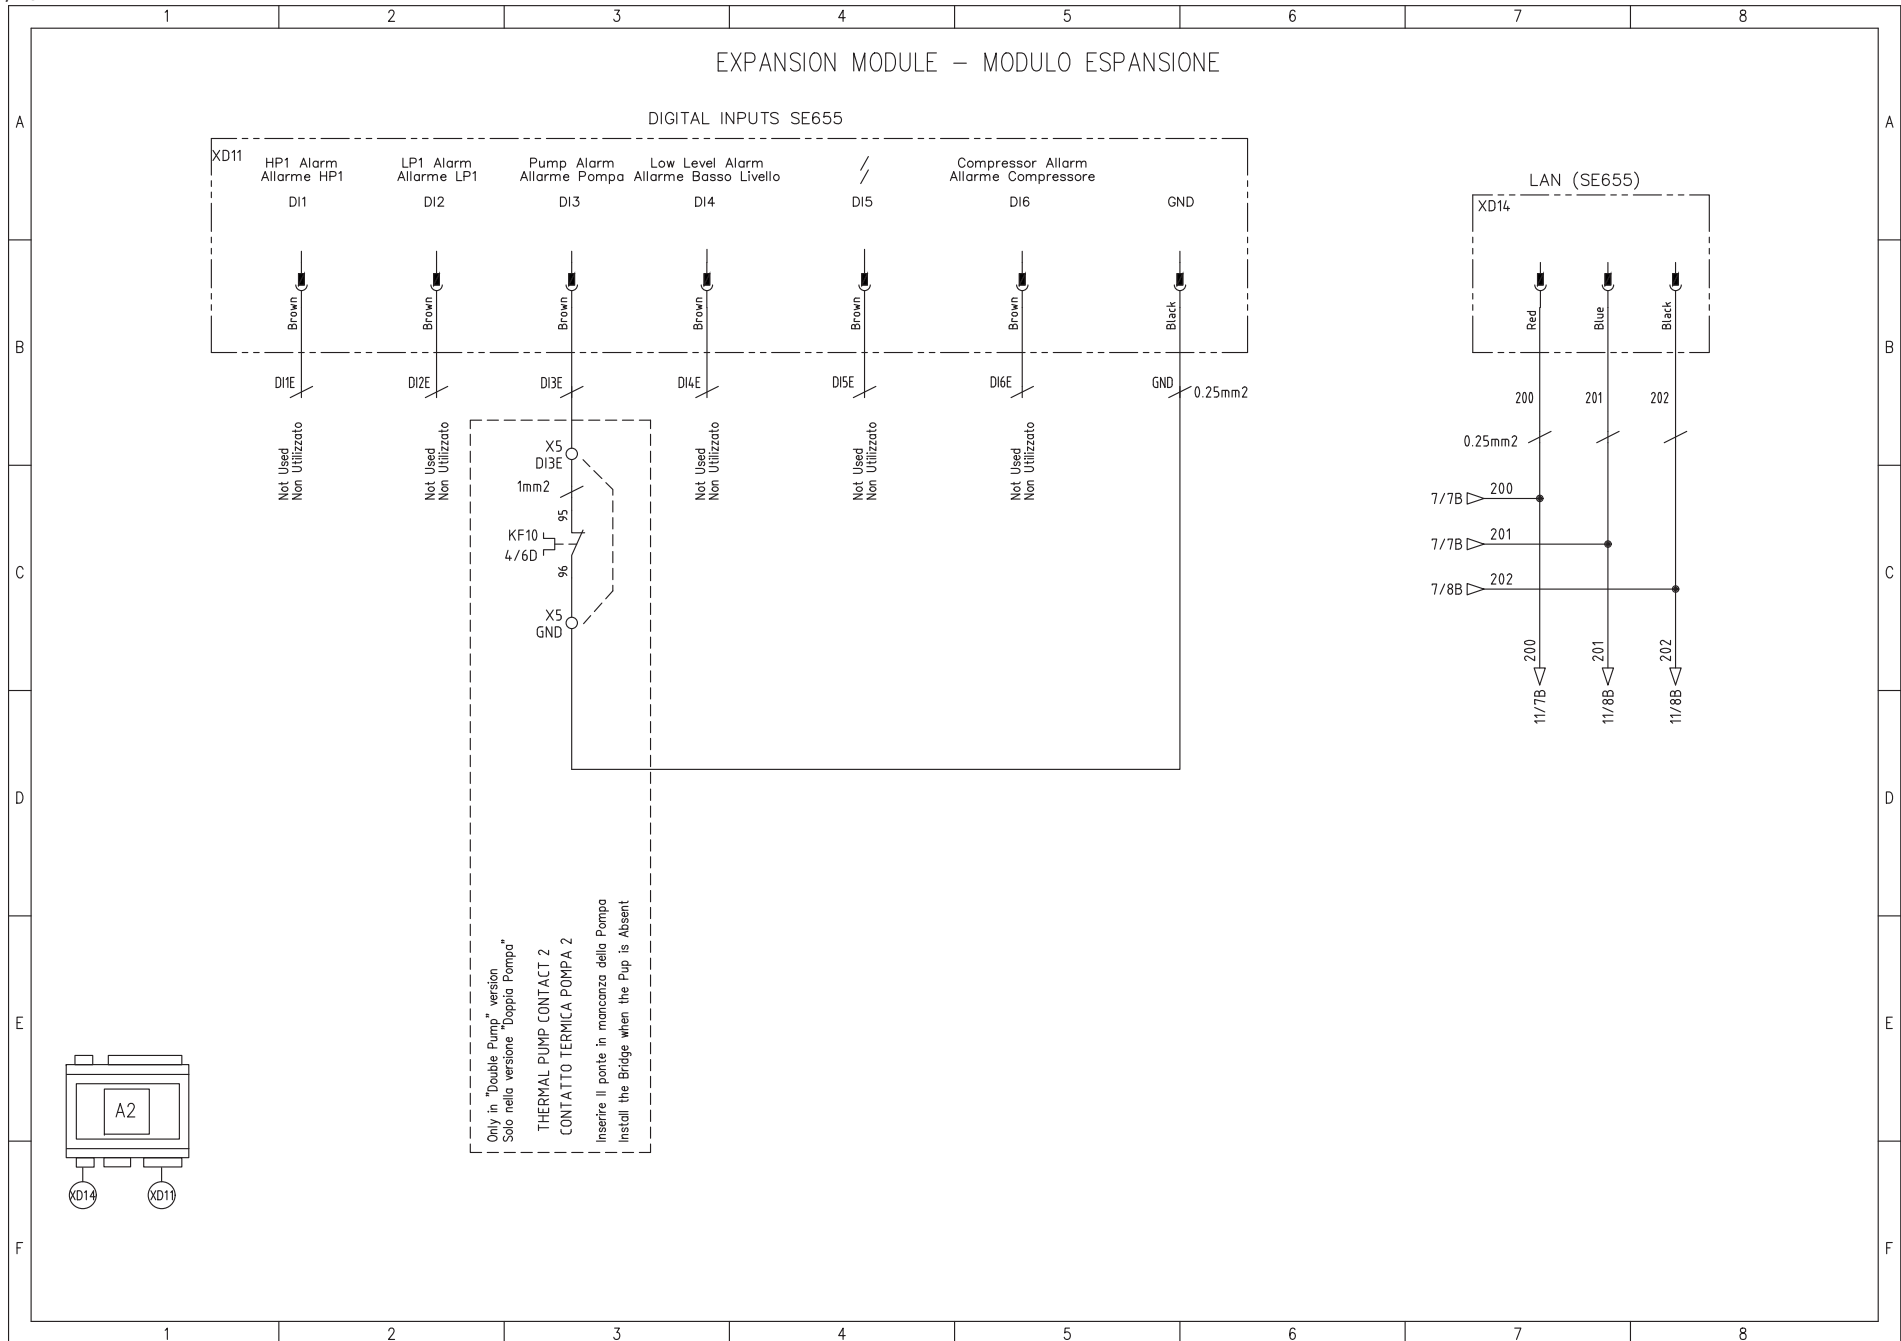 1 2 3 4 5 6 7 8
EXPANSION MODULE – MODULO ESPANSIONE
A A
DIGITAL INPUTS SE655
XD11
HP1 Alarm
Allarme HP1
DI1
LP1 Alarm
Allarme LP1
DI2
Pump Alarm
Allarme Pompa
DI3
Low Level Alarm
Allarme Basso Livello
DI4
/
/
DI5
Compressor Allarm
Allarme Compressore
DI6
GND
LAN (SE655)
XD14
Brown
Brown
Brown
Brown
Brown
Brown
Black
Red
Blue
Black
B B
DI1E
DI2E
DI3E
DI4E
DI5E
DI6E
GND
0.25mm2
200
201
202
0.25mm2
Not Used
Non Utilizzato
Not Used
Non Utilizzato
Not Used
Non Utilizzato
Not Used
Non Utilizzato
Not Used
Non Utilizzato
X5
DI3E
1mm2
95
KF10
4/6D
96
X5
GND
7/7B 200
7/7B 201
7/8B 202
C C
200
201
202
11/7B
11/8B
11/8B
D D
Only in "Double Pump" version
Solo nella versione "Doppia Pompa"
THERMAL PUMP CONTACT 2
CONTATTO TERMICA POMPA 2
Inserire Il ponte in mancanza della Pompa
Install the Bridge when the Pup is Absent
E E
A2
XD14
XD11
F F
1 2 3 4 5 6 7 8